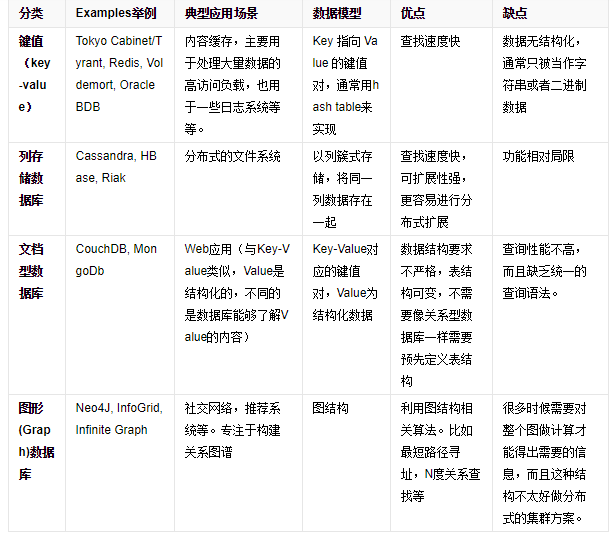 分类 Examples举例 典型应用场景 数据模型 优点 缺点
键值
（key
-valu
e）
Tokyo Cabinet/T
yrant, Redis, Vol
demort, Oracle
BDB
内容缓存，主要用
于处理大量数据的
高访问负载，也用
于一些日志系统等
等。
Key 指向 Va
lue 的键值
对，通常用h
ash table来
实现
查找速度快
数据无结构化，
通常只被当作字
符串或者二进制
数据
列存
储数
据库
Cassandra, HB
ase, Riak
分布式的文件系统
以列簇式存
储，将同一
列数据存在
一起
查找速度快，
可扩展性强，
更容易进行分
布式扩展
功能相对局限
文档
型数
据库
CouchDB, Mon
goDb
Web应用（与Key-V
alue类似，Value是
结构化的，不同的
是数据库能够了解V
alue的内容）
Key-Value对
应的键值
对，Value为
结构化数据
数据结构要求
不严格，表结
构可变，不需
要像关系型数
据库一样需要
预先定义表结
构
查询性能不高，
而且缺乏统一的
查询语法。
图形
(Grap
h)数据
库
Neo4J, InfoGrid,
Infinite Graph
社交网络，推荐系
统等。专注于构建
关系图谱
图结构
利用图结构相
关算法。比如
最短路径寻
址，N度关系查
找等
很多时候需要对
整个图做计算才
能得出需要的信
息，而且这种结
构不太好做分布
式的集群方案。